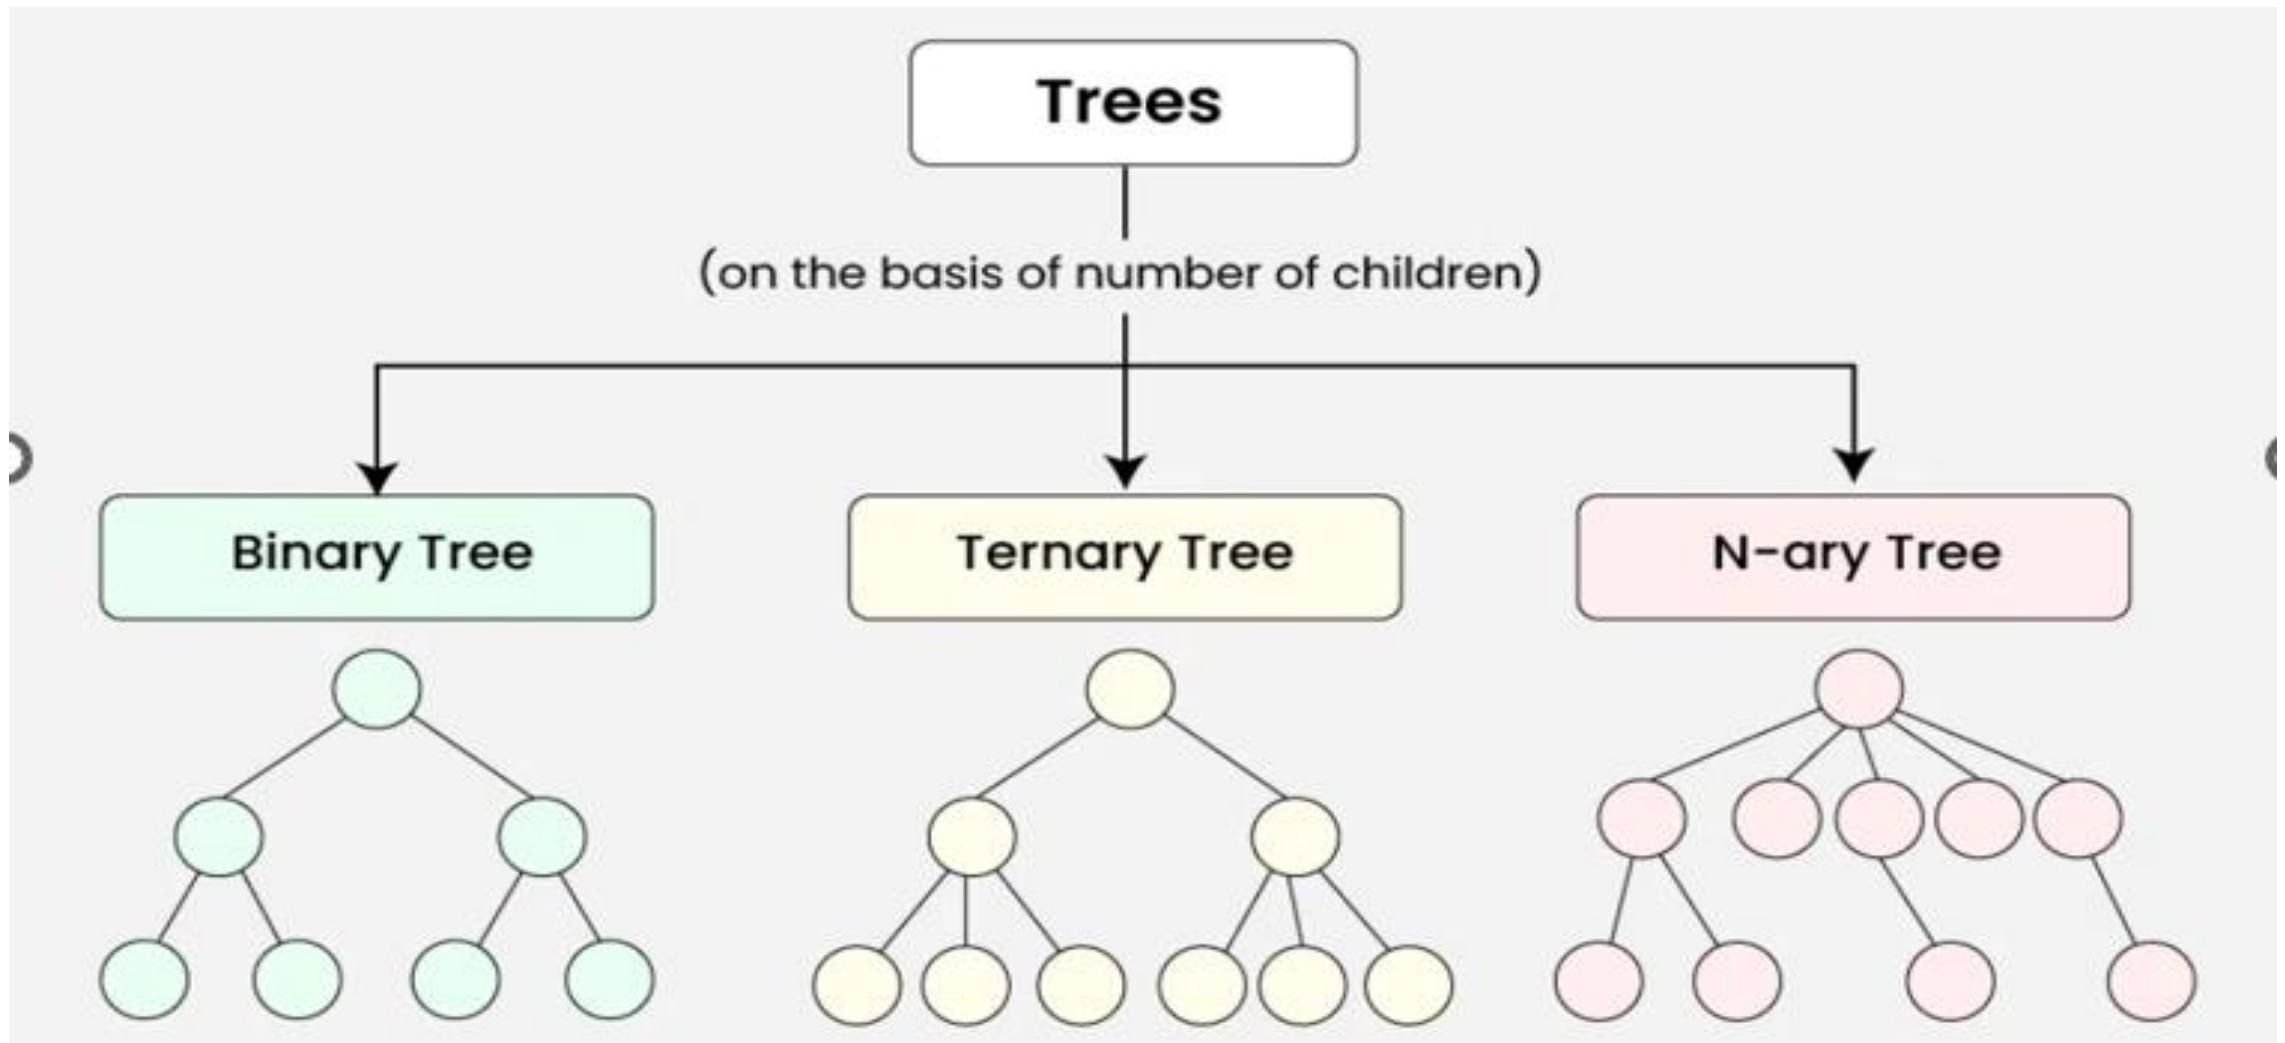 Trees
(on the basis of number of children)
Binary Tree
Ternary Tree
N-ary Tree